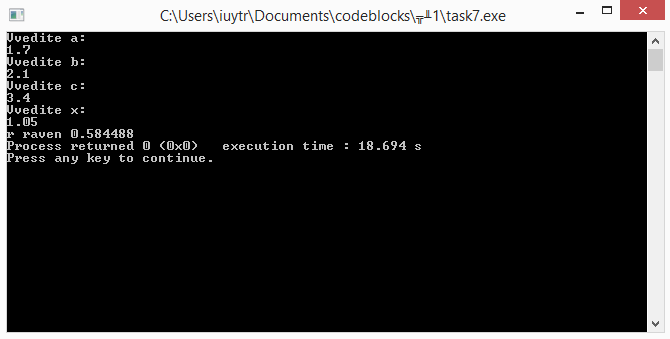 C:\Users\iuytr\Documents\codeblocks\╦╨1\task7.exe
Vvedite a:
1.7
Vvedite b:
2.1
Vvedite c:
3.4
Vvedite x:
1.05
r raven 0.584488
Process returned 0 (0x0)   execution time : 18.694 s
Press any key to continue.